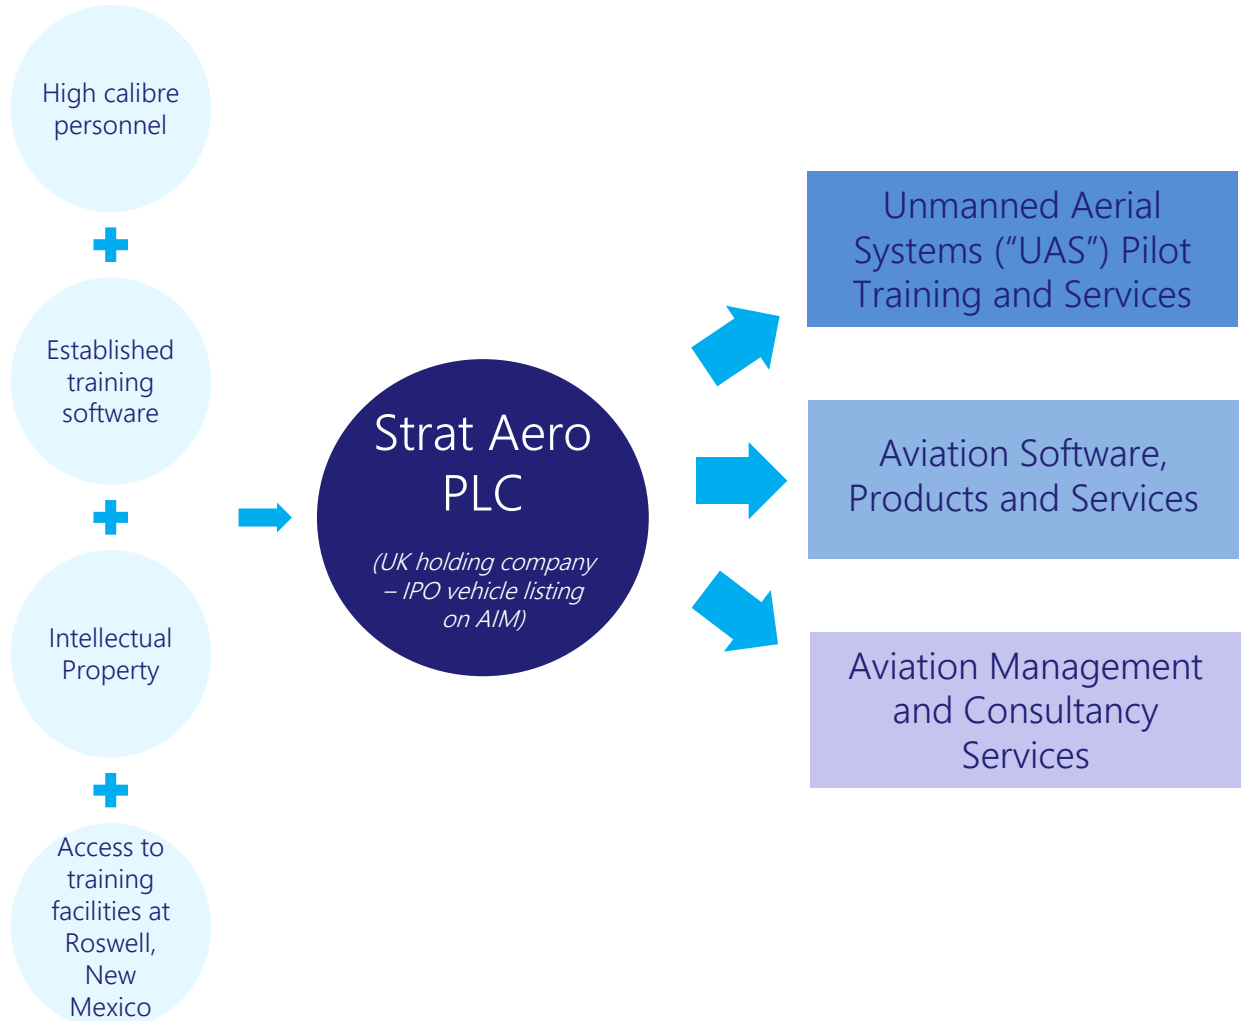 High calibre
personnel
Established
training
software
Intellectual
Property
Access to
training
facilities at
Roswell,
New
Mexico
Strat Aero
PLC
(UK holding company
– IPO vehicle listing
on AIM)
Unmanned Aerial
Systems (“UAS”) Pilot
Training and Services
Aviation Software,
Products and Services
Aviation Management
and Consultancy
Services